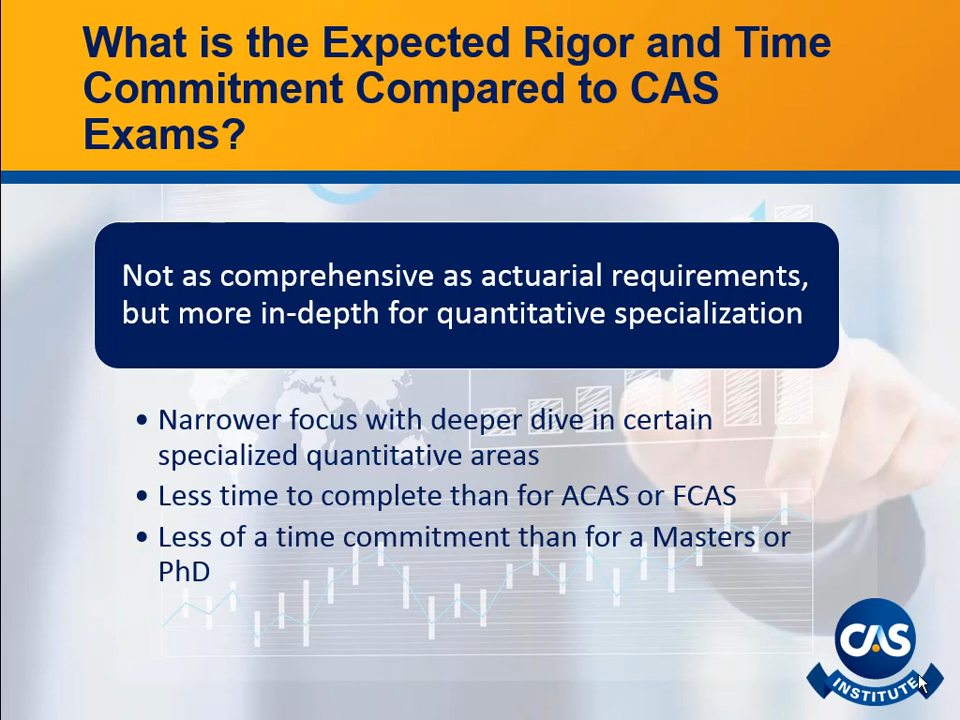 What is the Expected Rigor and Time
Commitment Compared to CAS
Exams?
Not as comprehensive as actuarial requirements,
but more in-depth for quantitative specialization
• Narrower focus with deeper dive in certain
specialized quantitative areas
• Less time to complete than for ACAS or FCAS
• Less of a time commitment than for a Masters or
PhD
CAS
INSTITUTE